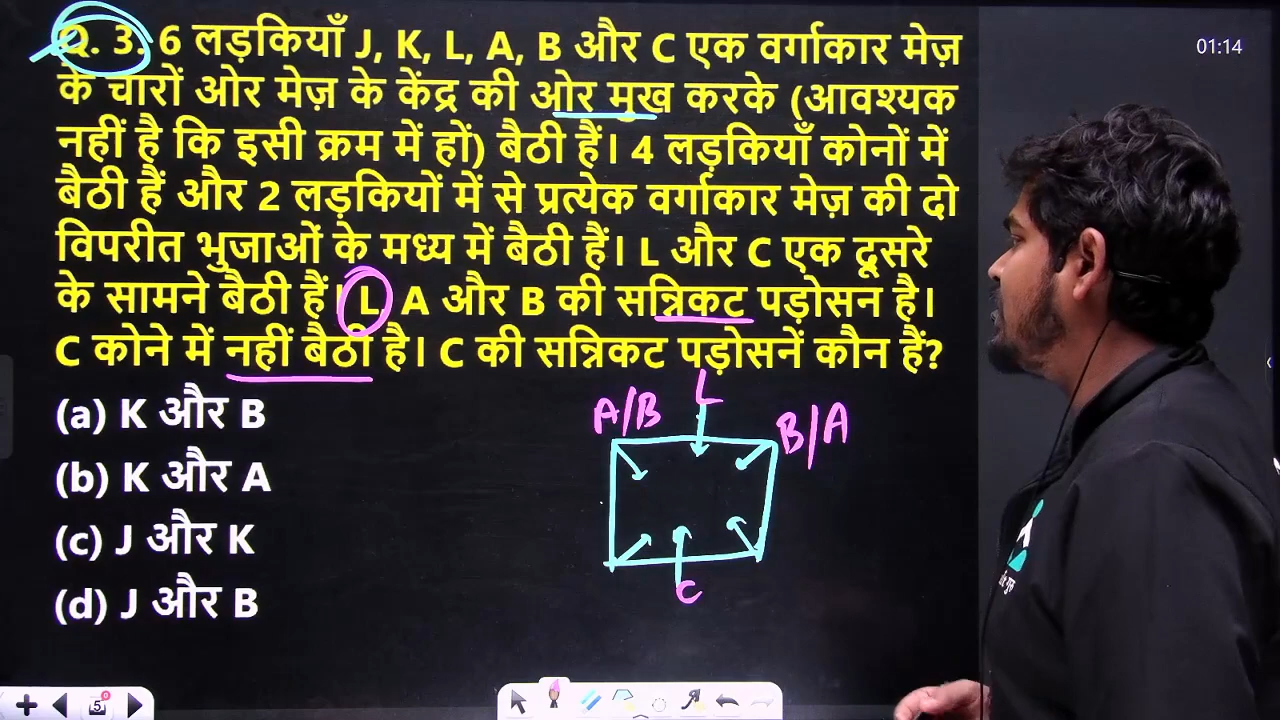 Q. 3. 6 लड़कियाँ J, K, L, A, B और C एक वर्गाकार मेज़
के चारों ओर मेज़ के केंद्र की ओर मुख करके (आवश्यक
नहीं है कि इसी क्रम में हों) बैठी हैं। 4 लड़कियाँ कोनों में
बैठी हैं और 2 लड़कियों में से प्रत्येक वर्गाकार मेज़ की दो
विपरीत भुजाओं के मध्य में बैठी हैं। L और C एक दूसरे
के सामने बैठी हैं। L, A और B की सन्निकट पड़ोसन है।
C कोने में नहीं बैठी है। C की सन्निकट पड़ोसनें कौन हैं?
(a) K और B
(b) K और A
(c) J और K
(d) J और B
01:14
L
A/B
B/A
C
5
0